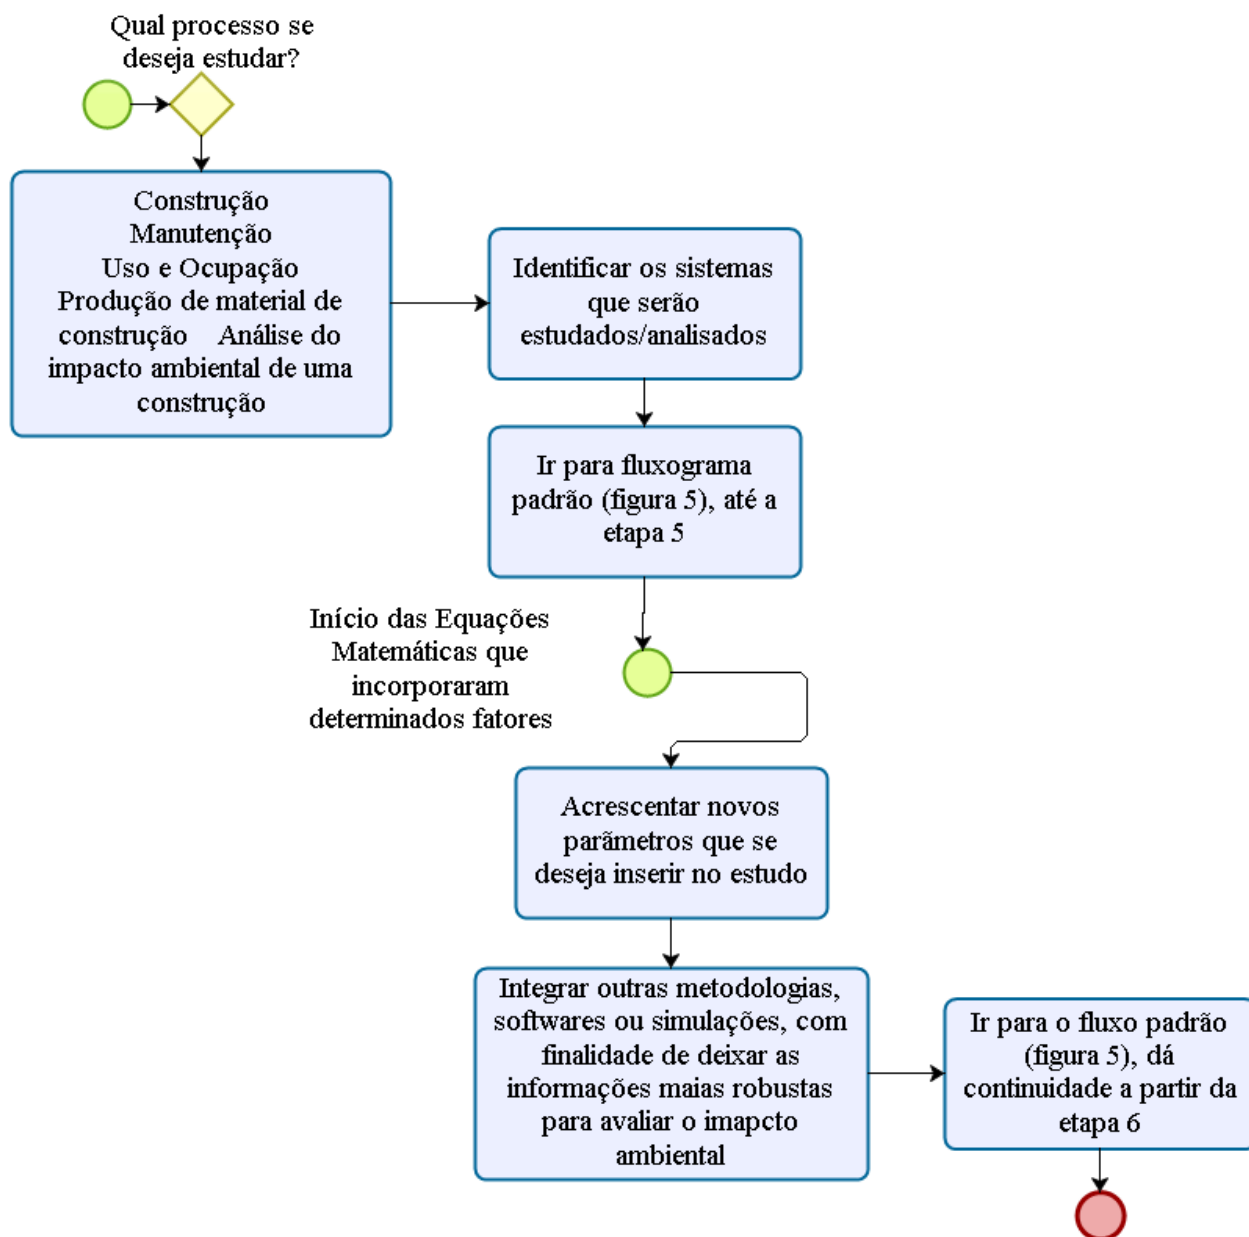 Qual processo se
deseja estudar?
Construção
Manutenção
Uso e Ocupação
Produção de material de
construção    Análise do
impacto ambiental de uma
construção
Identificar os sistemas
que serão
estudados/analisados
Ir para fluxograma
padrão (figura 5), até a
etapa 5
Início das Equações
Matemáticas que
incorporaram
determinados fatores
Acrescentar novos
parãmetros que se
deseja inserir no estudo
Integrar outras metodologias,
softwares ou simulações, com
finalidade de deixar as
informações maias robustas
para avaliar o imapcto
ambiental
Ir para o fluxo padrão
(figura 5), dá
continuidade a partir da
etapa 6